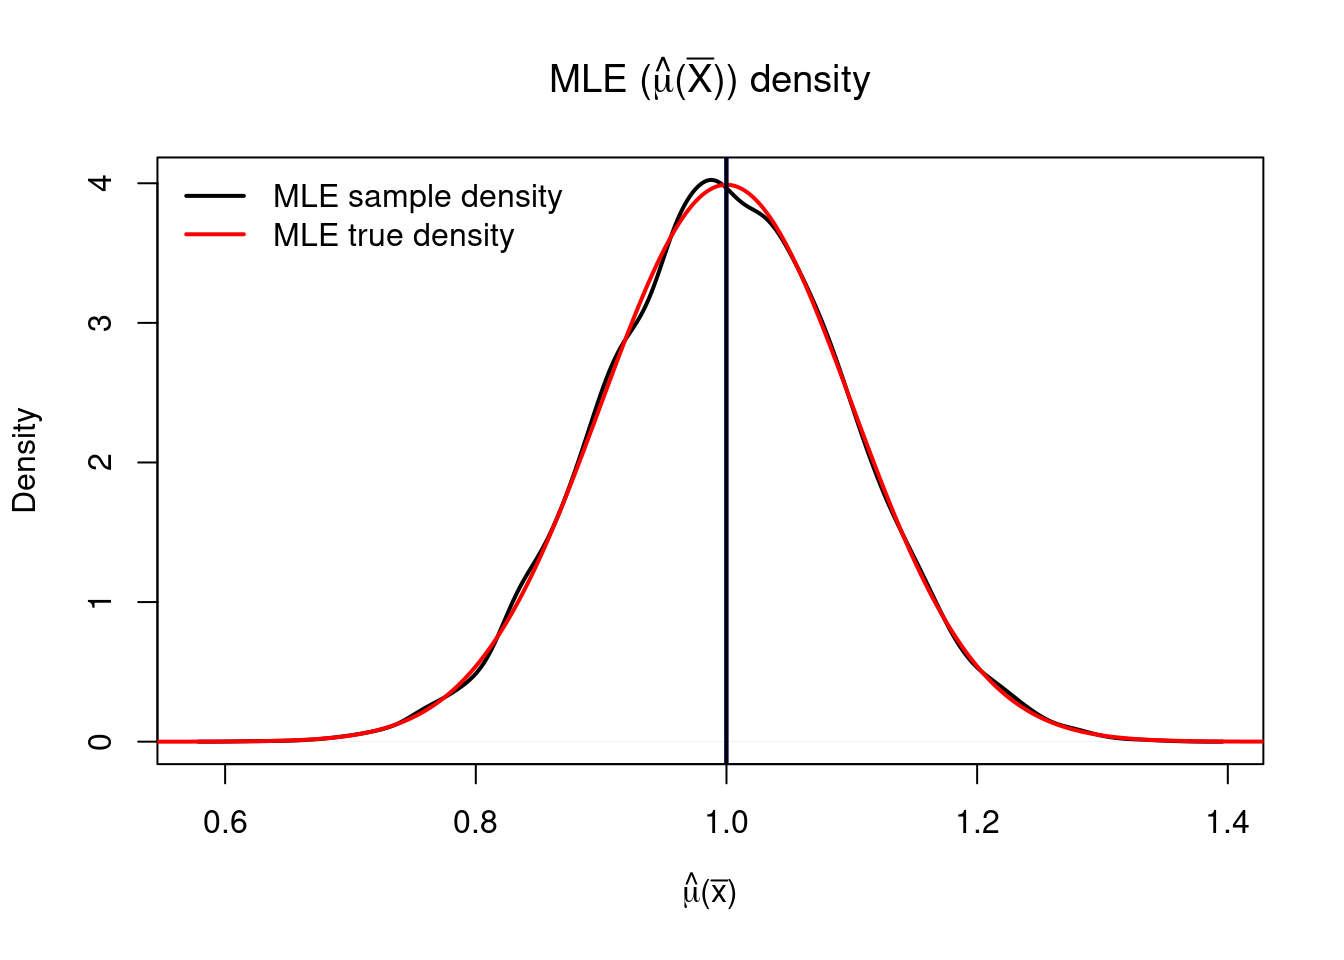 MLE (μ̂(X̅)) density
MLE sample density
MLE true density
Density
4
3
2
1
0
0.6 0.8 1.0 1.2 1.4
μ̂(x̅)